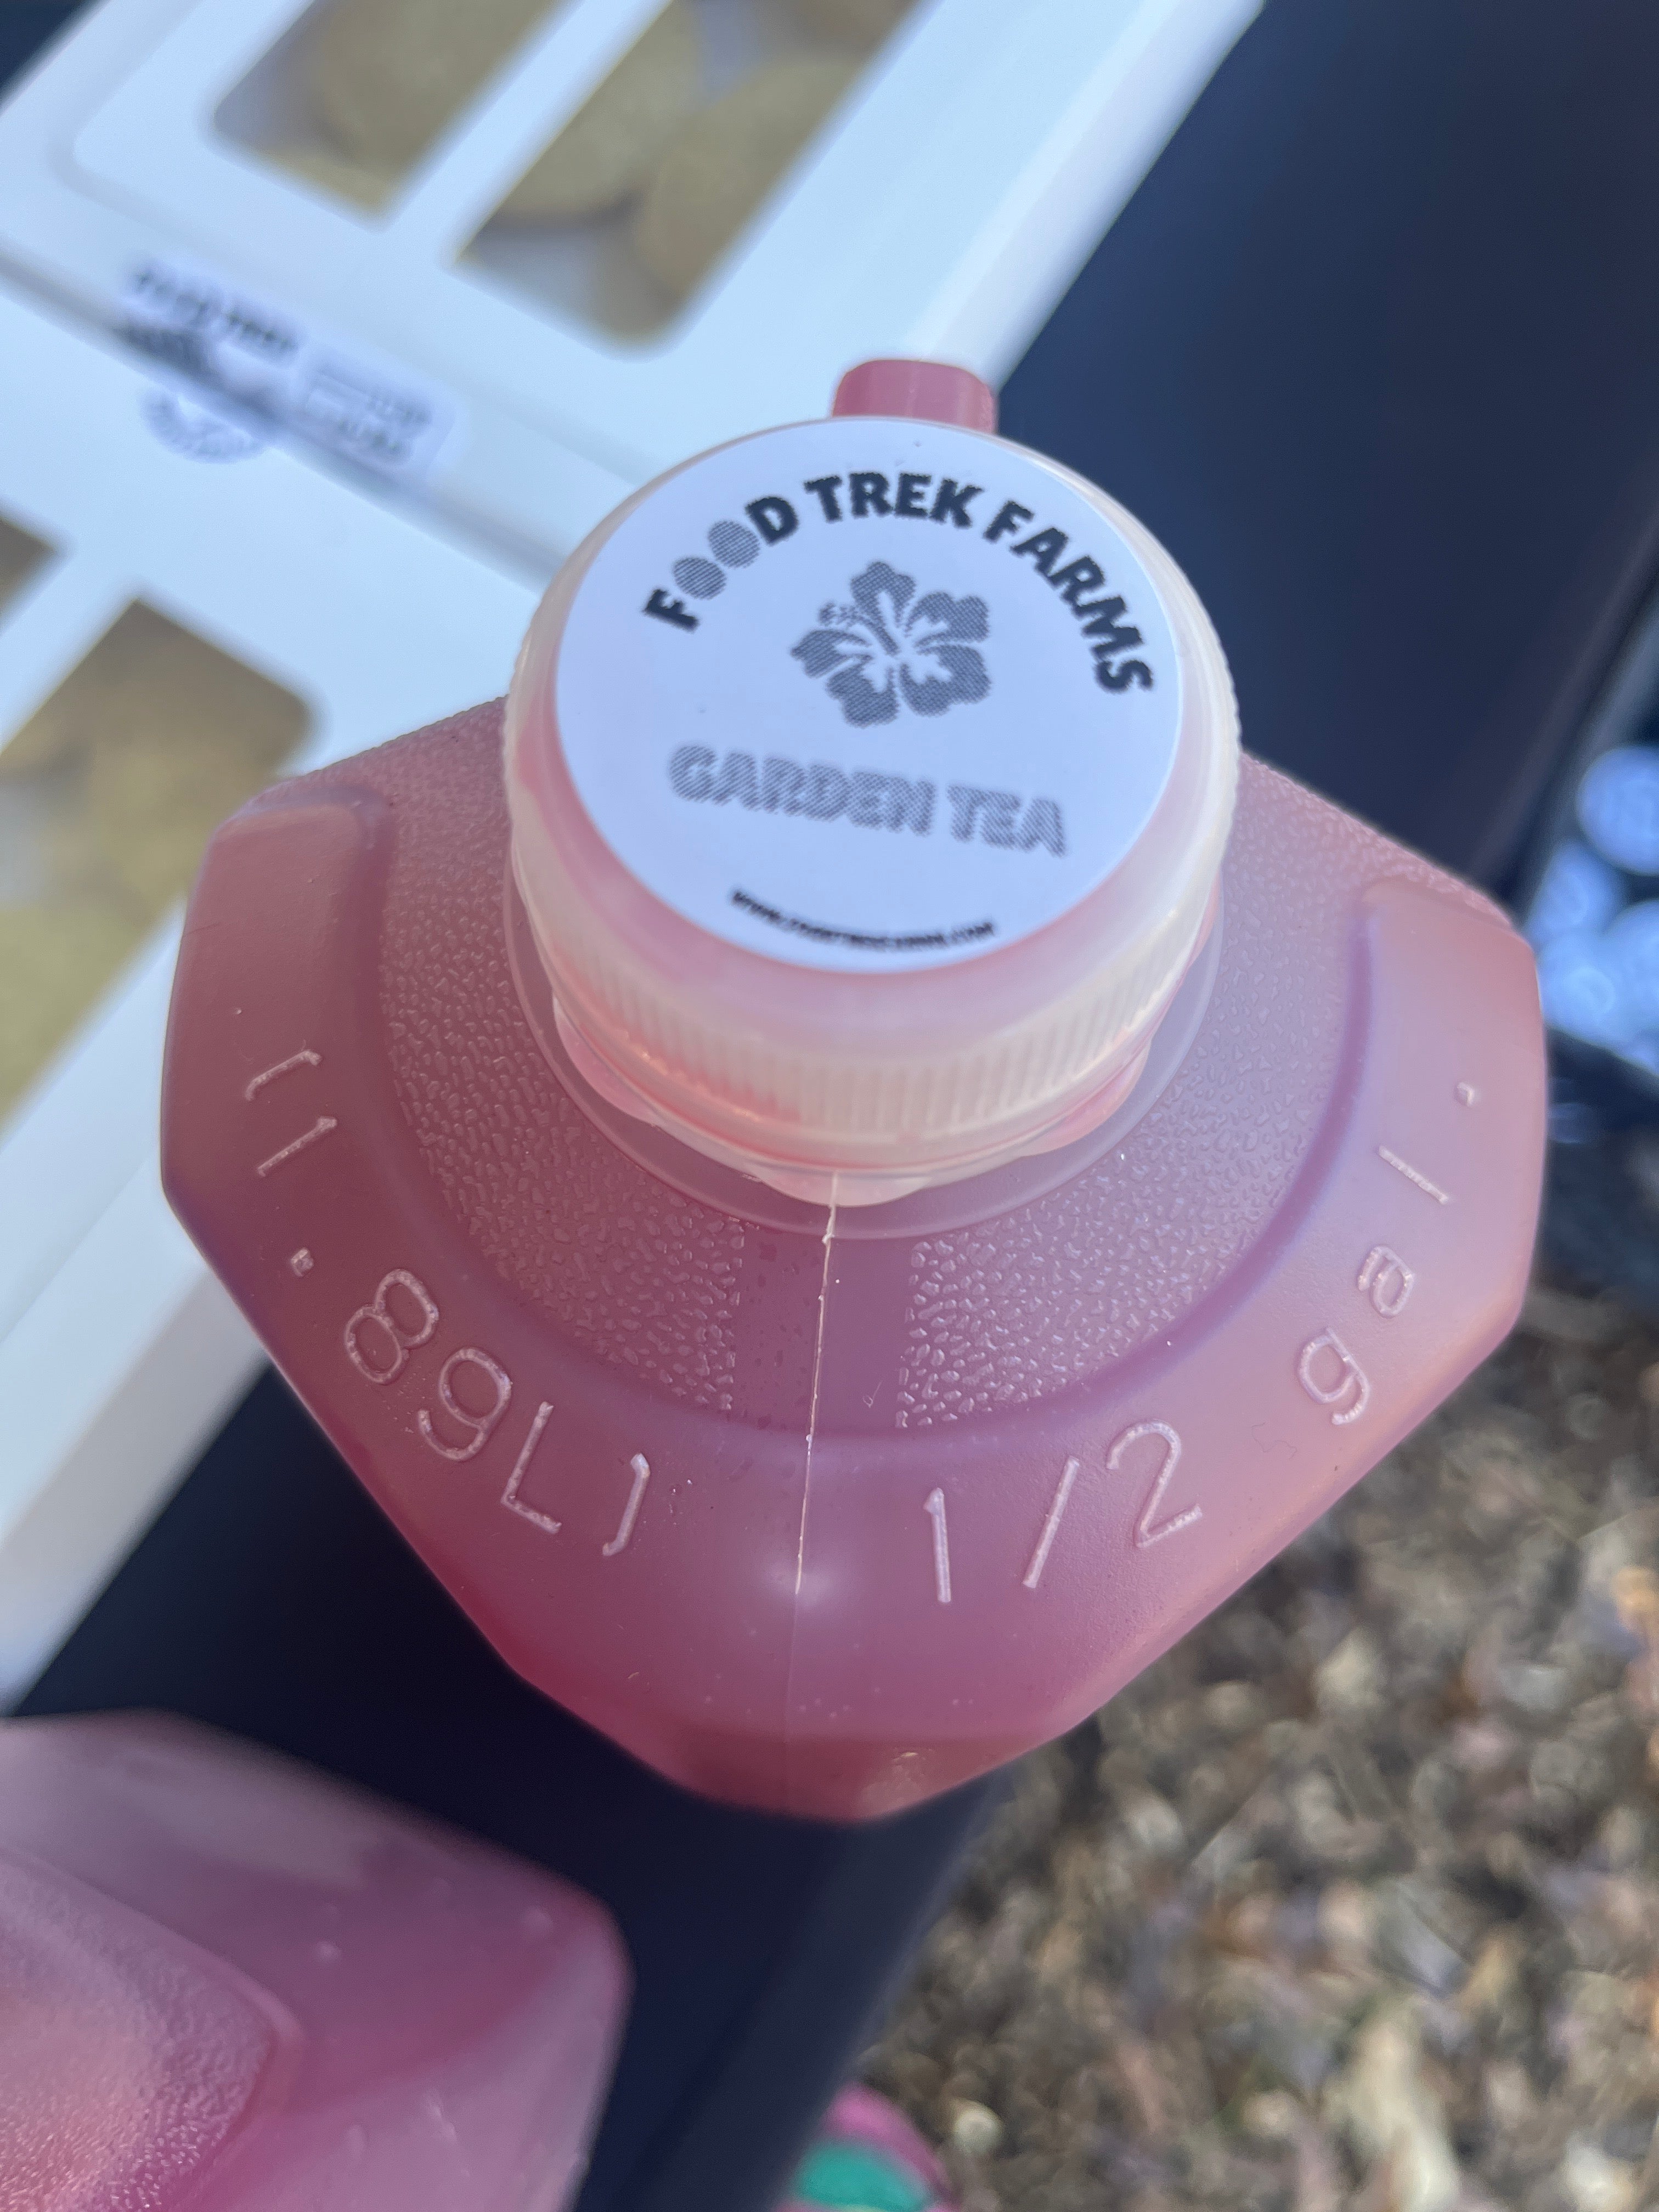 FOOD TREK FARMS
GARDEN TEA
(1.89L) 1/2 gal.